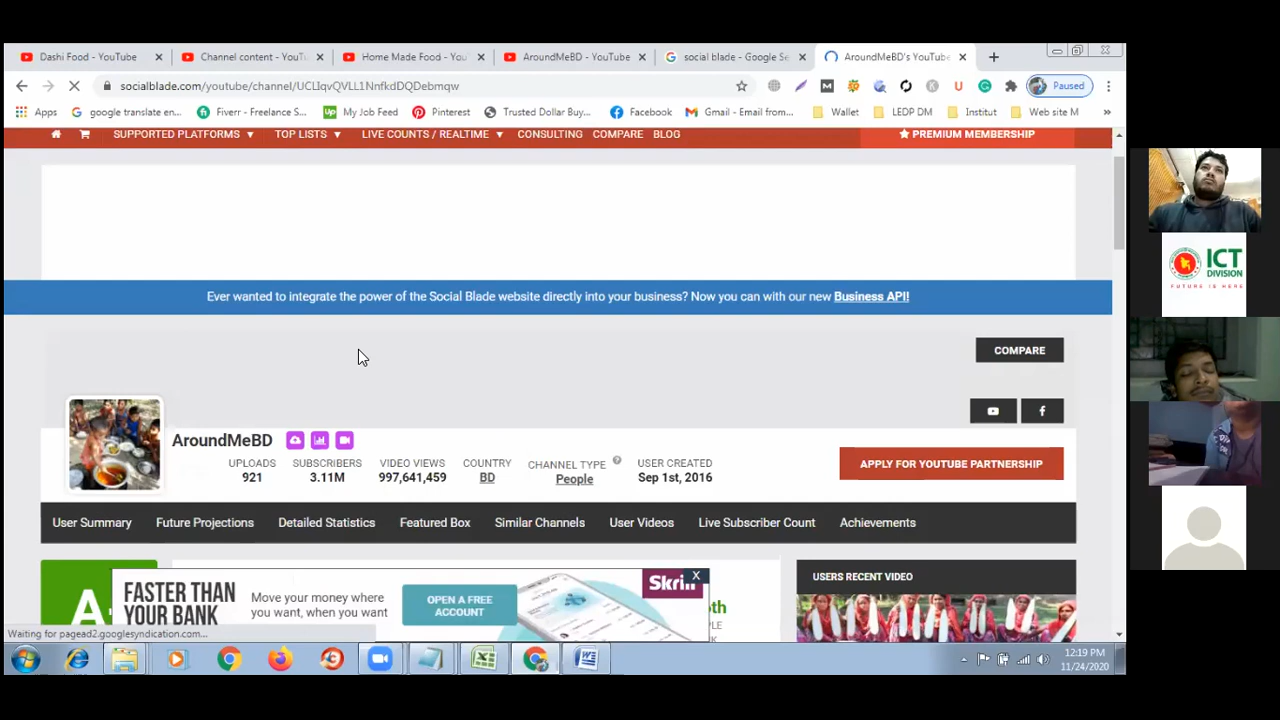 Dashi Food - YouTube
Channel content - YouTu
Home Made Food - You
AroundMeBD - YouTube
social blade - Google Se
AroundMeBD's YouTube
socialblade.com/youtube/channel/UCLIqvQVLL1NnfkdDQDebmqw
Paused
Apps
google translate en...
Fiverr - Freelance S...
My Job Feed
Pinterest
Trusted Dollar Buy...
Facebook
Gmail - Email from...
Wallet
LEDP DM
Institut
Web site M
»
SUPPORTED PLATFORMS
TOP LISTS
LIVE COUNTS / REALTIME
CONSULTING
COMPARE
BLOG
PREMIUM MEMBERSHIP
Ever wanted to integrate the power of the Social Blade website directly into your business? Now you can with our new Business API!
COMPARE
AroundMeBD
UPLOADS
921
SUBSCRIBERS
3.11M
VIDEO VIEWS
997,641,459
COUNTRY
BD
CHANNEL TYPE
People
USER CREATED
Sep 1st, 2016
APPLY FOR YOUTUBE PARTNERSHIP
User Summary
Future Projections
Detailed Statistics
Featured Box
Similar Channels
User Videos
Live Subscriber Count
Achievements
A-
FASTER THAN
YOUR BANK
Move your money where
you want, when you want
OPEN A FREE
ACCOUNT
Skrill
X
USERS RECENT VIDEO
Waiting for pagead2.googlesyndication.com...
12:19 PM
11/24/2020
ICT
DIVISION
FUTURE IS HERE